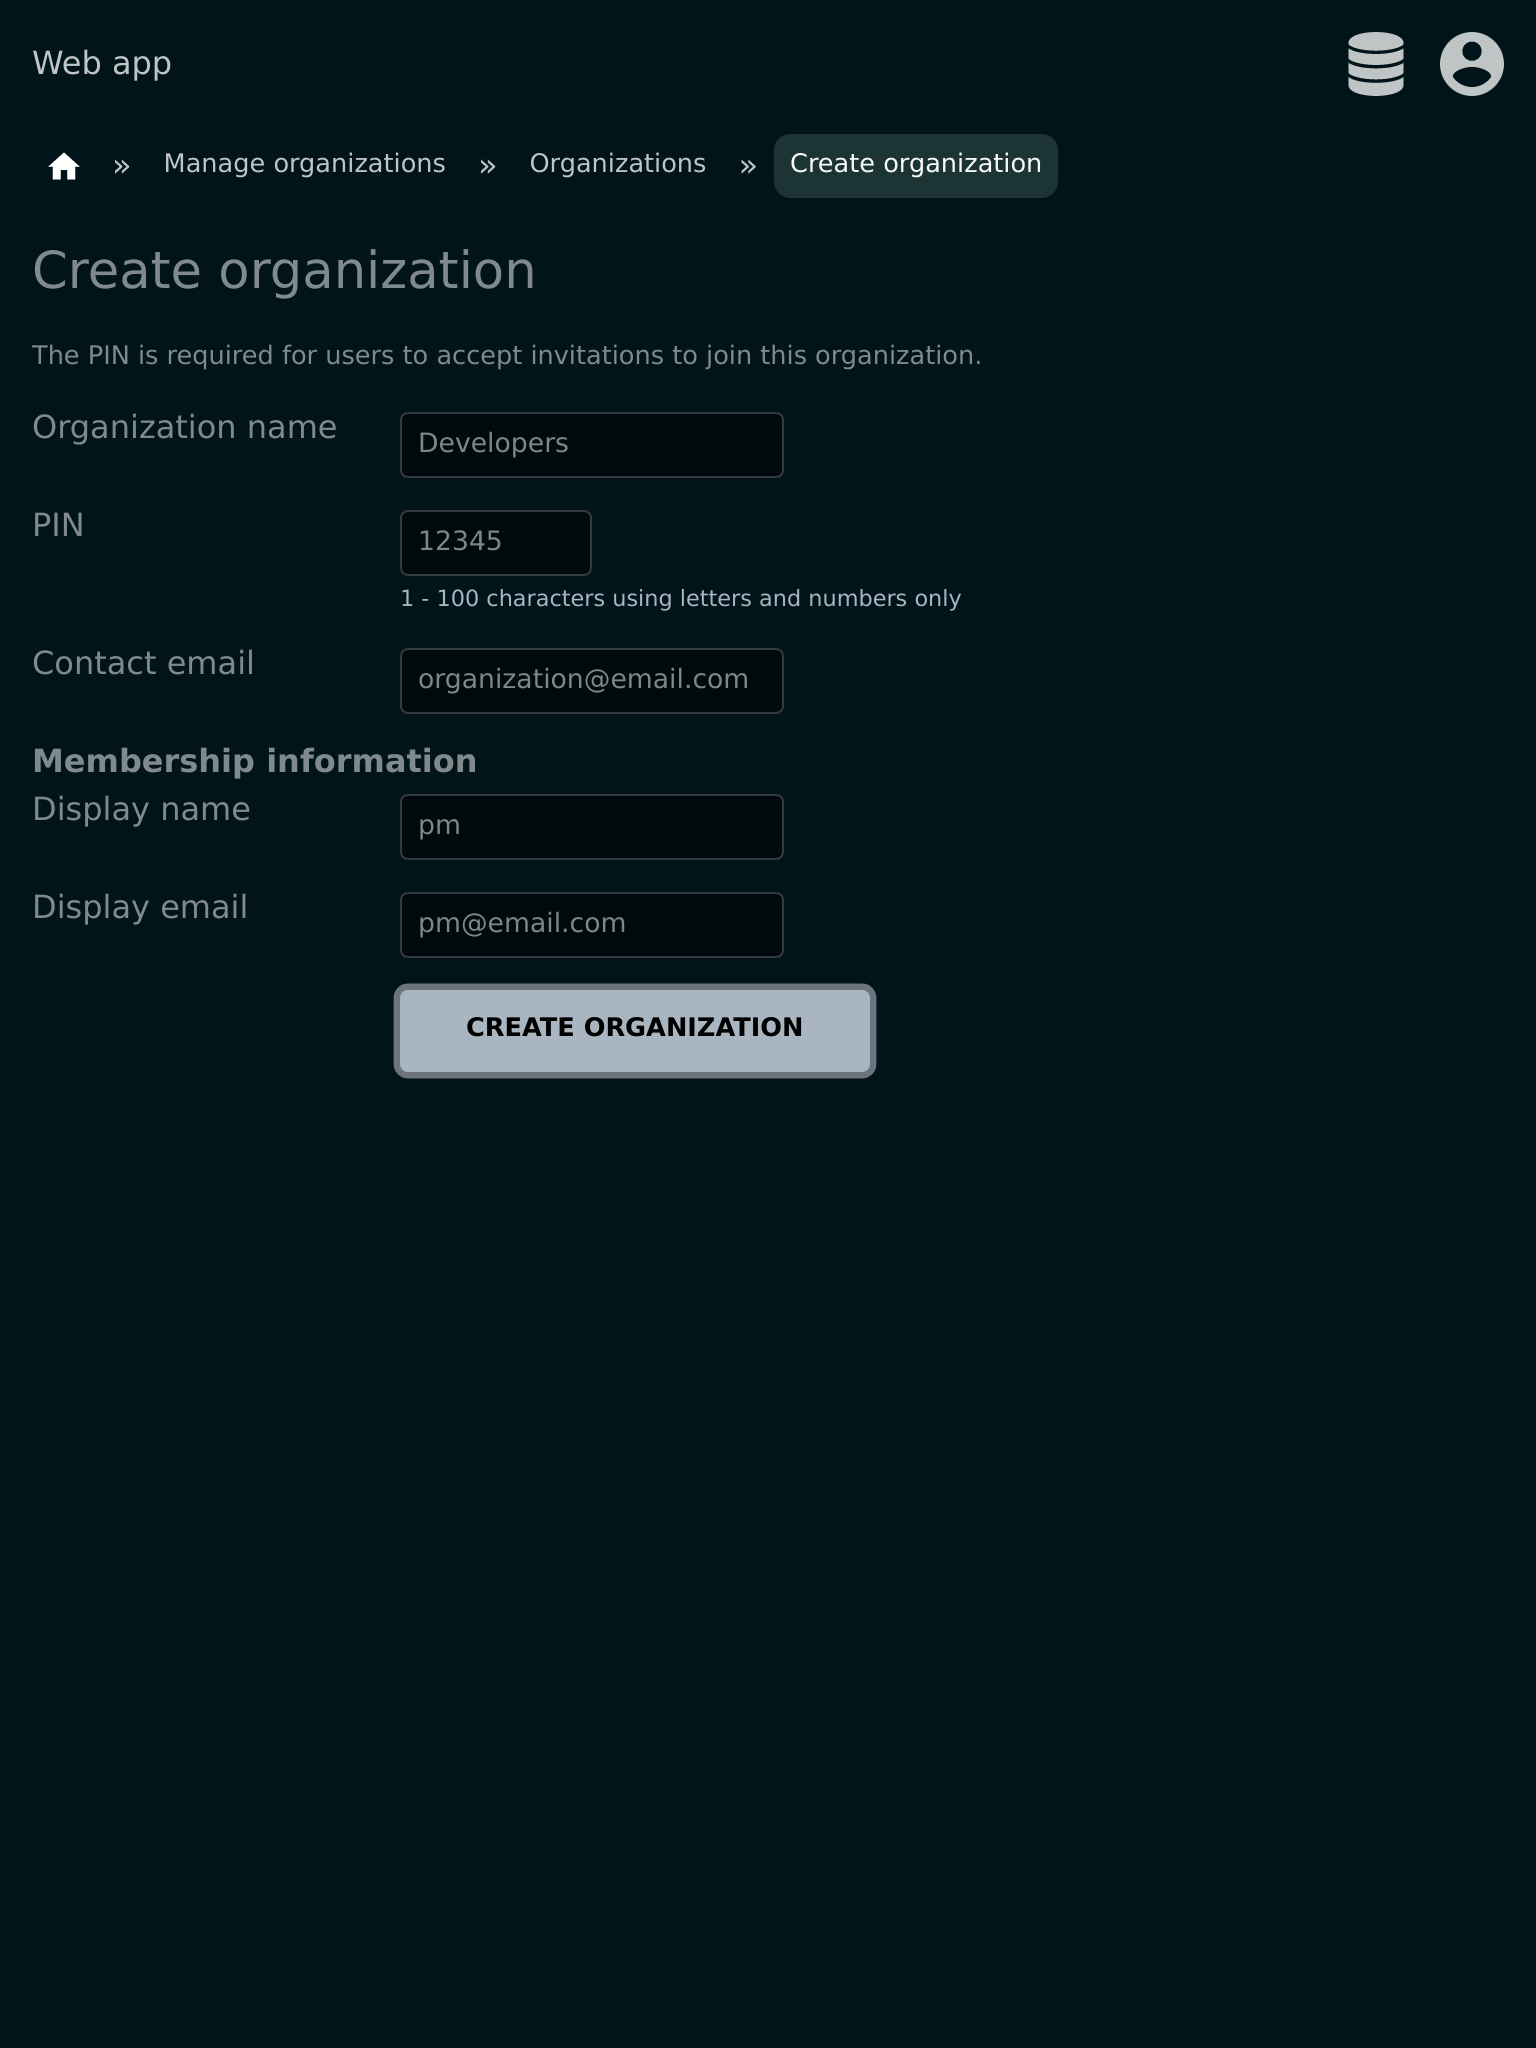 Web app
» Manage organizations » Organizations » Create organization
Create organization
The PIN is required for users to accept invitations to join this organization.
Organization name Developers
PIN 12345
1 - 100 characters using letters and numbers only
Contact email organization@email.com
Membership information
Display name pm
Display email pm@email.com
CREATE ORGANIZATION